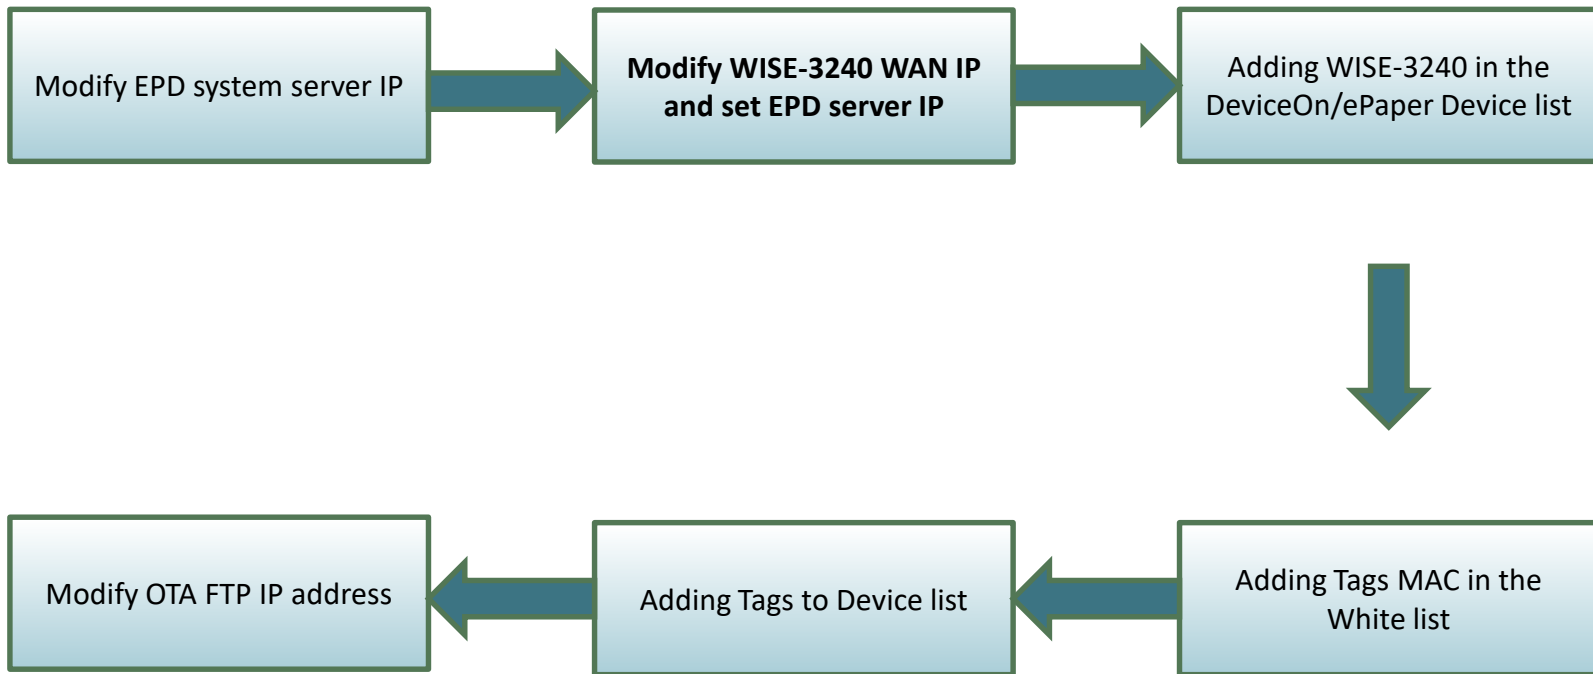 Modify EPD system server IP
Modify WISE-3240 WAN IP
and set EPD server IP
Adding WISE-3240 in the
DeviceOn/ePaper Device list
Adding Tags MAC in the
White list
Adding Tags to Device list
Modify OTA FTP IP address